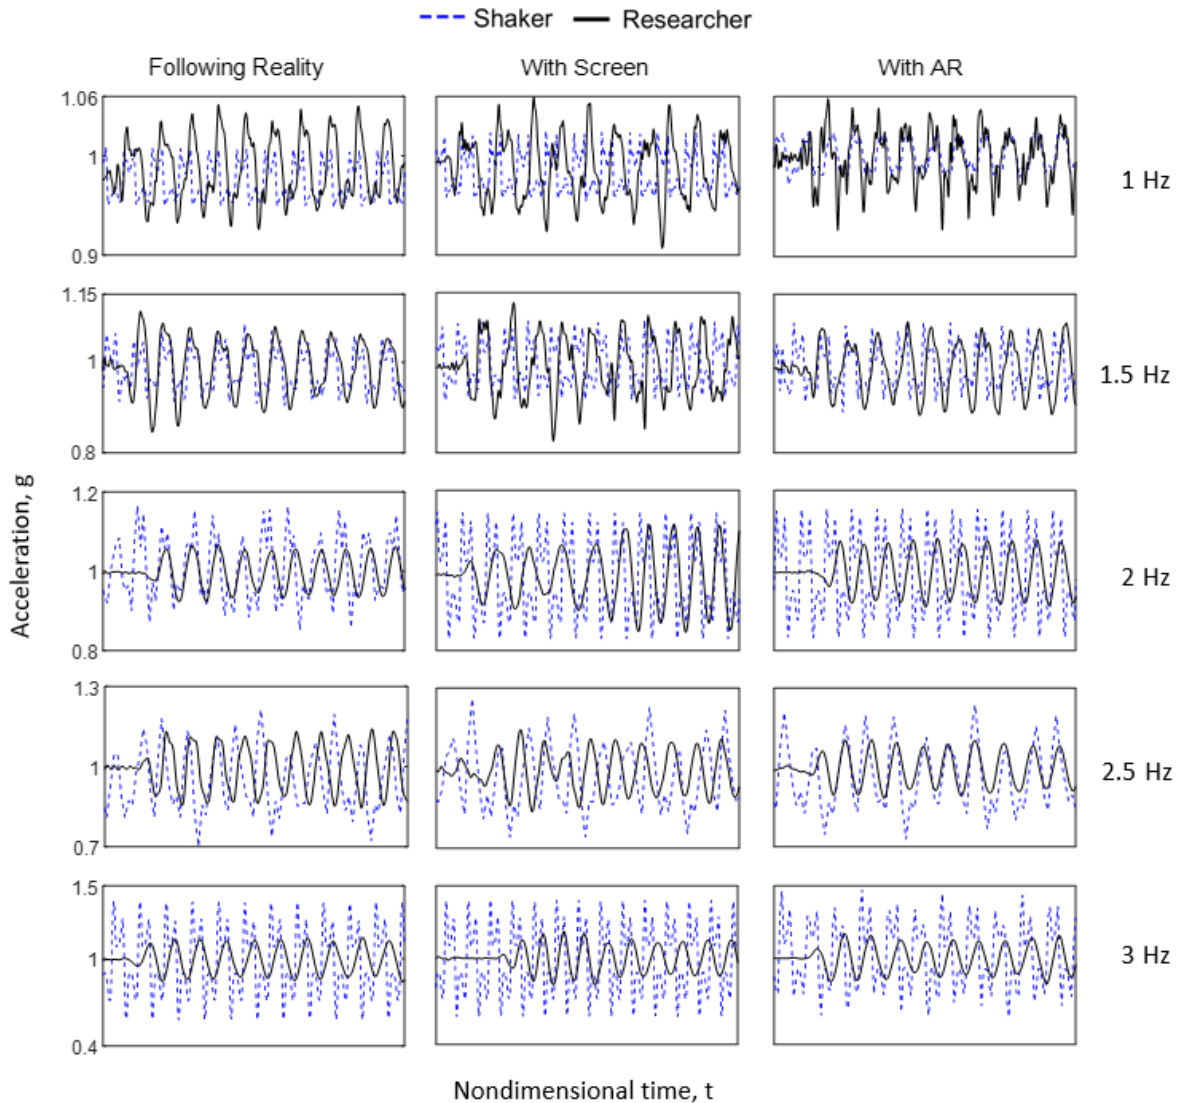 Shaker Researcher
Following Reality With Screen With AR
1.06
1
0.9
1 Hz
1.15
1
0.8
1.5 Hz
Acceleration, g
1.2
1
0.8
2 Hz
1.3
1
0.7
2.5 Hz
1.5
1
0.4
3 Hz
Nondimensional time, t